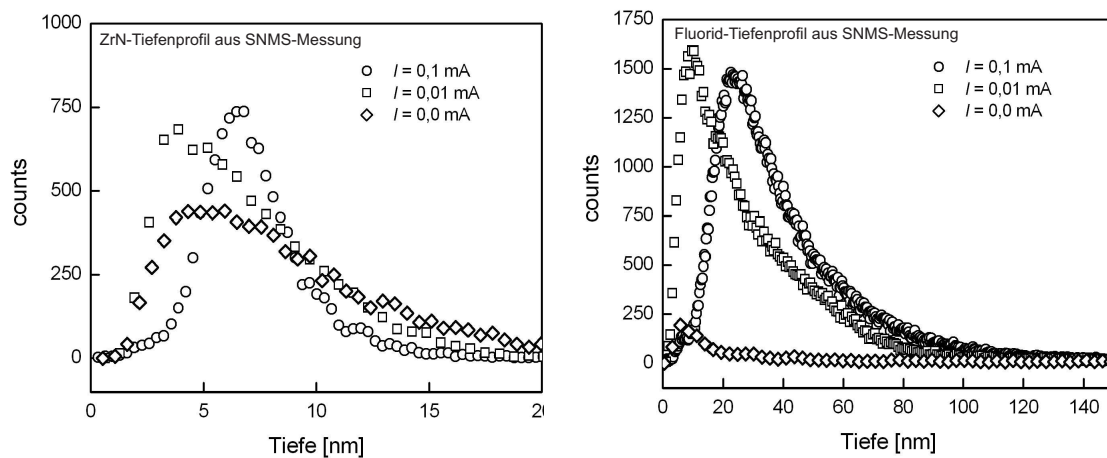 ZrN-Tiefenprofil aus SNMS-Messung
I = 0,1 mA
I = 0,01 mA
I = 0,0 mA
counts
1000
750
500
250
0
0
5
10
15
20
Tiefe [nm]
Fluorid-Tiefenprofil aus SNMS-Messung
I = 0,1 mA
I = 0,01 mA
I = 0,0 mA
counts
1750
1500
1250
1000
750
500
250
0
0
20
40
60
80
100
120
140
Tiefe [nm]